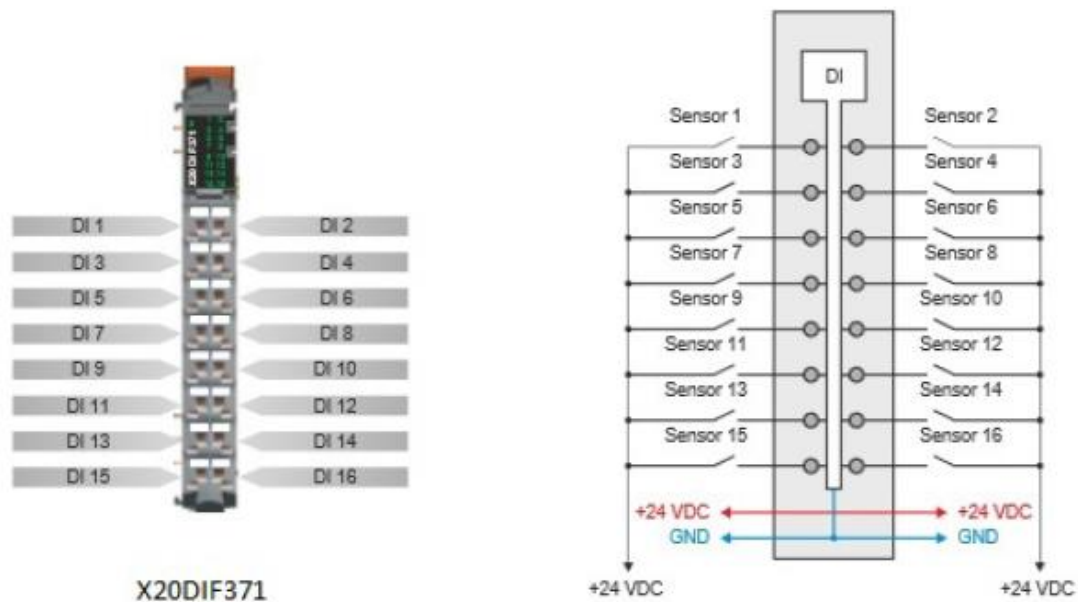 X20 DI F371
DI 1
DI 2
DI 3
DI 4
DI 5
DI 6
DI 7
DI 8
DI 9
DI 10
DI 11
DI 12
DI 13
DI 14
DI 15
DI 16
X20DIF371
DI
Sensor 1
Sensor 2
Sensor 3
Sensor 4
Sensor 5
Sensor 6
Sensor 7
Sensor 8
Sensor 9
Sensor 10
Sensor 11
Sensor 12
Sensor 13
Sensor 14
Sensor 15
Sensor 16
+24 VDC
+24 VDC
GND
GND
+24 VDC
+24 VDC